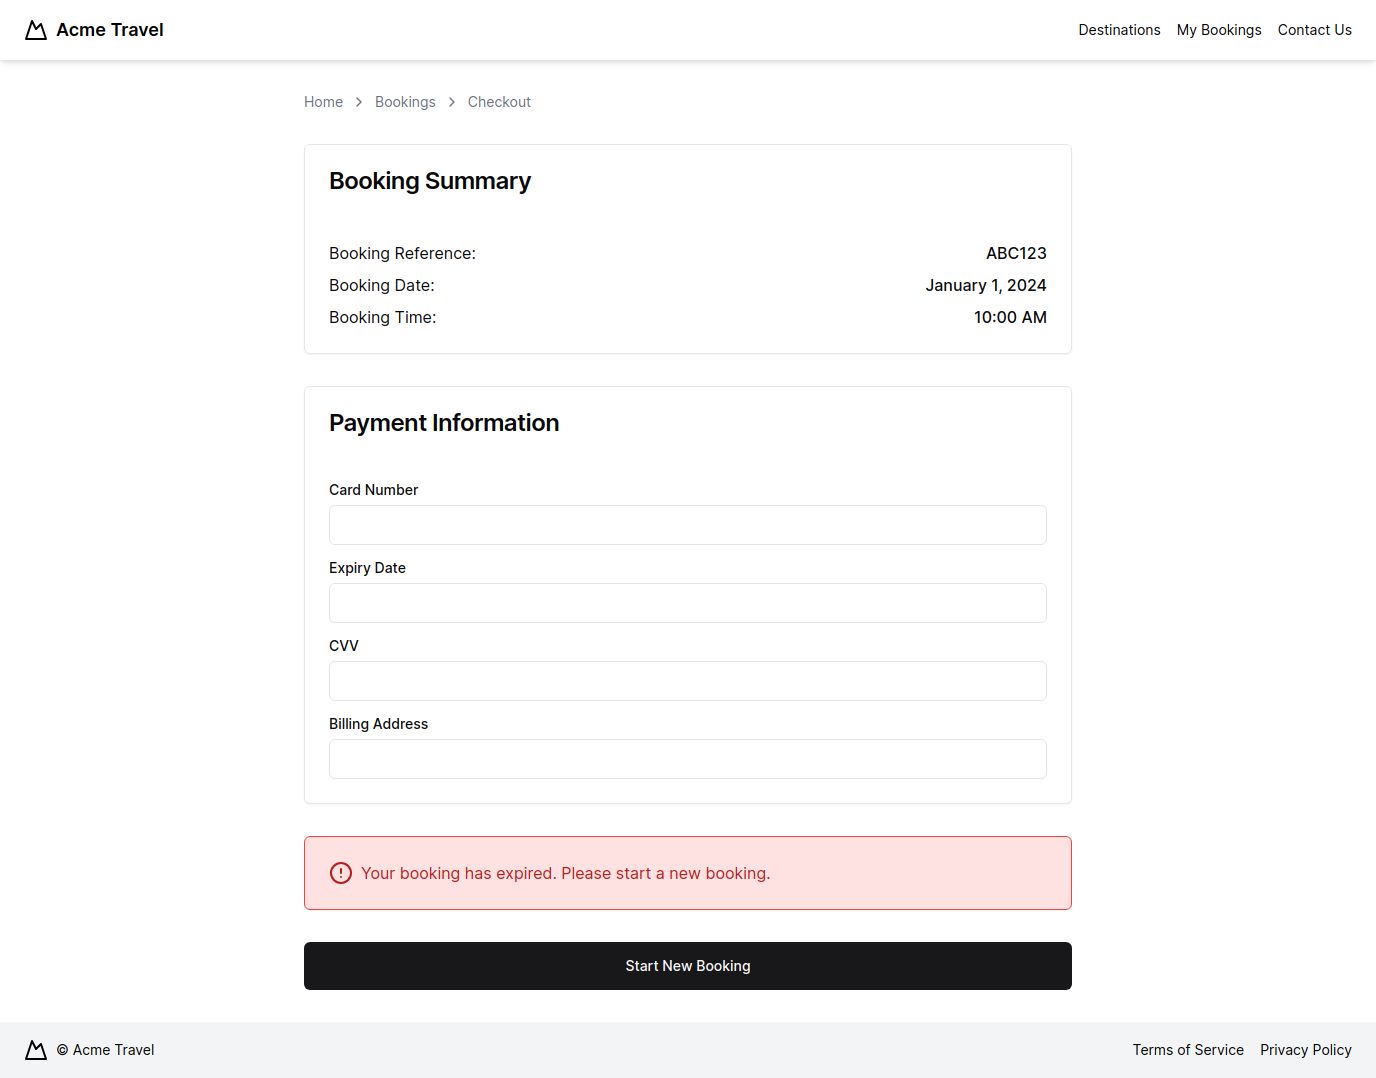 Acme Travel
Destinations My Bookings Contact Us
Home > Bookings > Checkout
Booking Summary
Booking Reference: ABC123
Booking Date: January 1, 2024
Booking Time: 10:00 AM
Payment Information
Card Number
Expiry Date
CVV
Billing Address
Your booking has expired. Please start a new booking.
Start New Booking
© Acme Travel
Terms of Service Privacy Policy